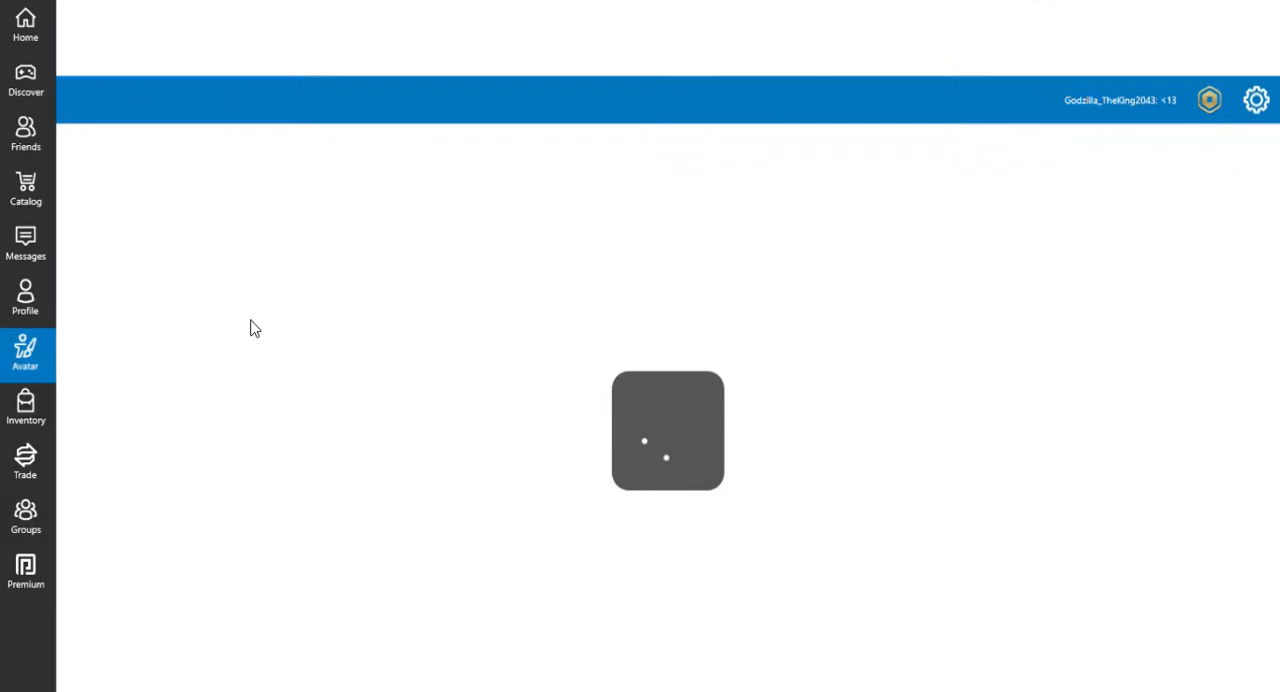 Home
Discover
Friends
Catalog
Messages
Profile
Avatar
Inventory
Trade
Groups
Premium
Godzilla_TheKing2043: <13